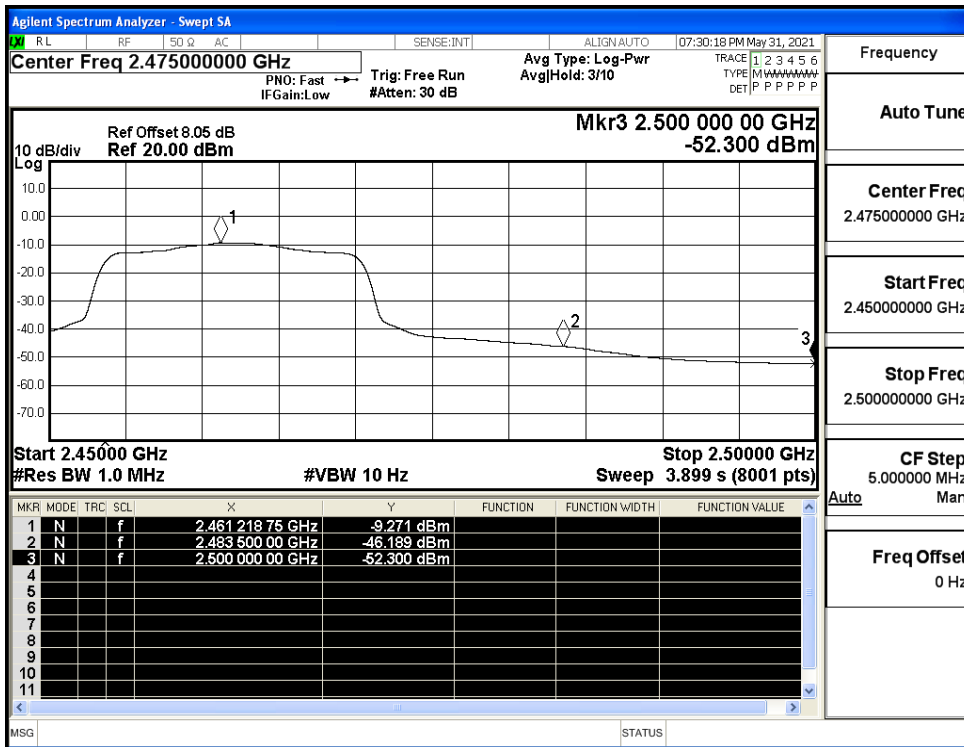 Agilent Spectrum Analyzer - Swept SA
LXI RL RF 50 Ω AC SENSE:INT ALIGN AUTO 07:30:18 PM May 31, 2021
Center Freq 2.475000000 GHz
PNO: Fast
IFGain:Low
Trig: Free Run
#Atten: 30 dB
Avg Type: Log-Pwr
Avg|Hold: 3/10
TRACE 1 2 3 4 5 6
TYPE M WWWWW
DET P P P P P P
Frequency
Auto Tune
Center Freq
2.475000000 GHz
Start Freq
2.450000000 GHz
Stop Freq
2.500000000 GHz
CF Step
5.000000 MHz
Auto Man
Freq Offset
0 Hz
Ref Offset 8.05 dB
10 dB/div Ref 20.00 dBm
Log
Mkr3 2.500 000 00 GHz
-52.300 dBm
10.0
0.00
-10.0
-20.0
-30.0
-40.0
-50.0
-60.0
-70.0
1
2
3
Start 2.45000 GHz Stop 2.50000 GHz
#Res BW 1.0 MHz #VBW 10 Hz Sweep 3.899 s (8001 pts)
MKR MODE TRC SCL X Y FUNCTION FUNCTION WIDTH FUNCTION VALUE
1 N f 2.461 218 75 GHz -9.271 dBm
2 N f 2.483 500 00 GHz -46.189 dBm
3 N f 2.500 000 00 GHz -52.300 dBm
4
5
6
7
8
9
10
11
MSG STATUS